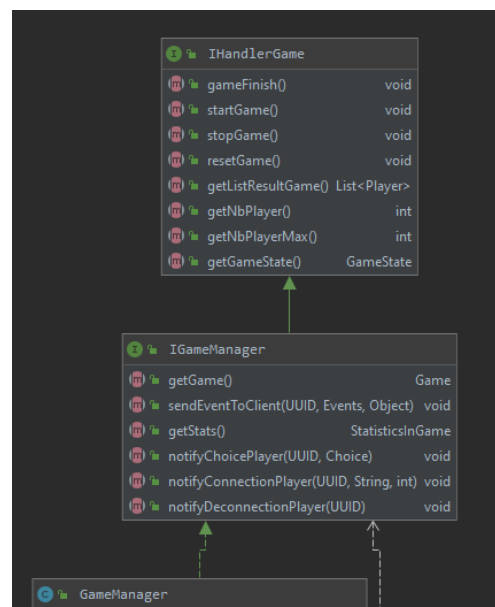 I IHandlerGame
m gameFinish() void
m startGame() void
m stopGame() void
m resetGame() void
m getListResultGame() List<Player>
m getNbPlayer() int
m getNbPlayerMax() int
m getGameState() GameState
I IGameManager
m getGame() Game
m sendEventToClient(UUID, Events, Object) void
m getStats() StatisticsInGame
m notifyChoicePlayer(UUID, Choice) void
m notifyConnectionPlayer(UUID, String, int) void
m notifyDeconnectionPlayer(UUID) void
C GameManager